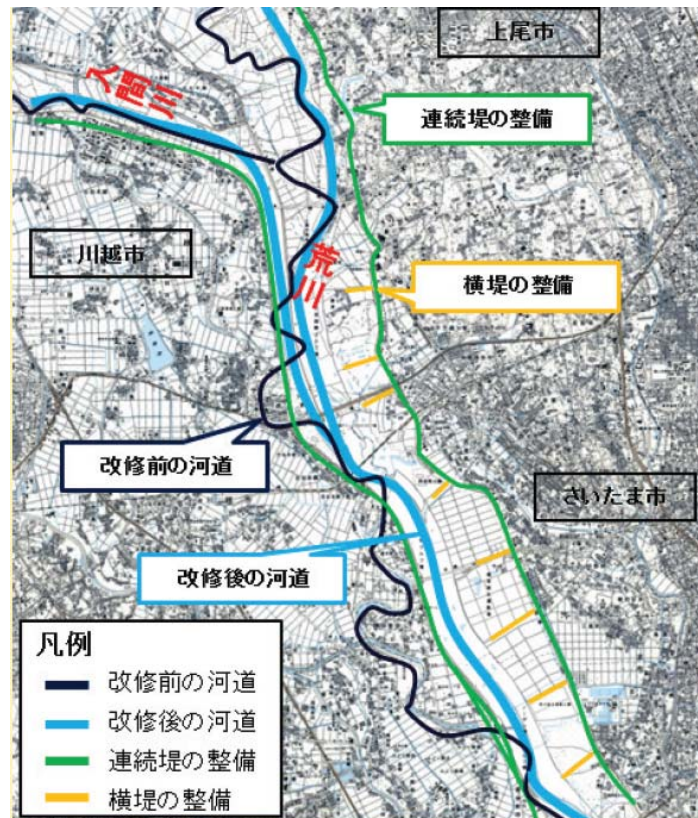 上尾市
入間川
連続堤の整備
川越市
荒川
横堤の整備
改修前の河道
さいたま市
改修後の河道
凡例
改修前の河道
改修後の河道
連続堤の整備
横堤の整備